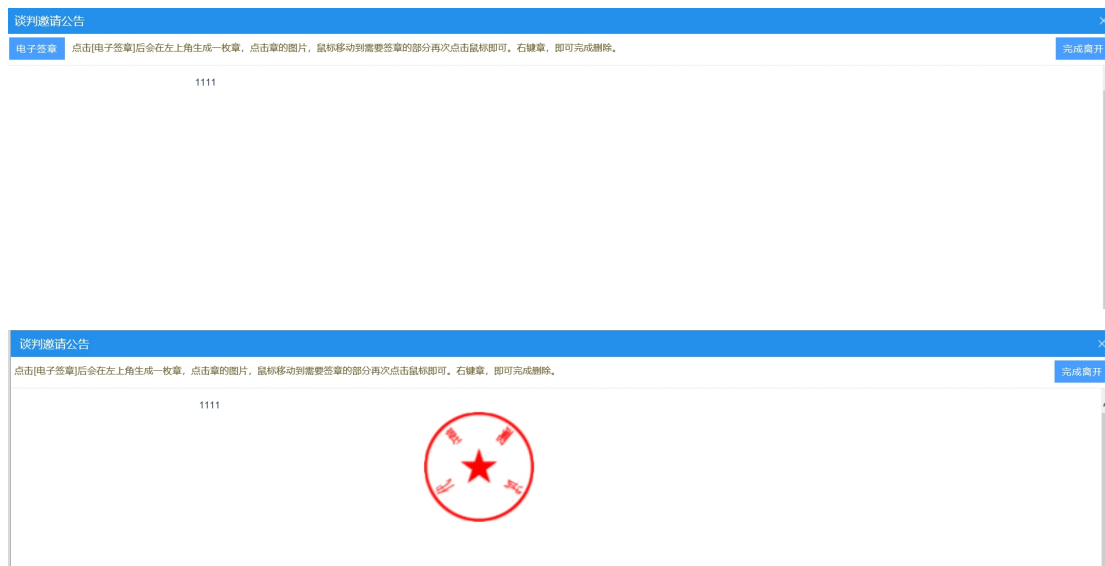 谈判邀请公告
电子签章 点击[电子签章]后会在左上角生成一枚章，点击章的图片，鼠标移动到需要签章的部分再次点击鼠标即可。右键章，即可完成删除。 完成离开
1111
谈判邀请公告
点击[电子签章]后会在左上角生成一枚章，点击章的图片，鼠标移动到需要签章的部分再次点击鼠标即可。右键章，即可完成删除。 完成离开
1111
代理测试